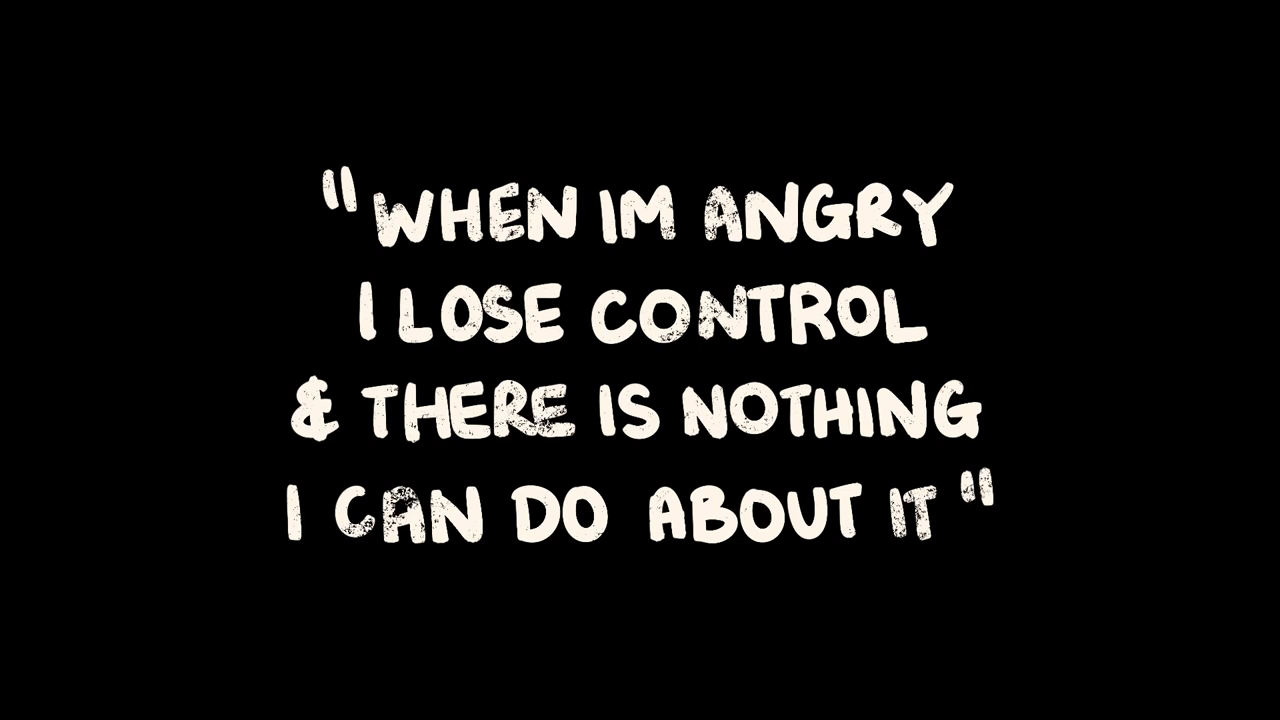 "WHEN IM ANGRY
I LOSE CONTROL
& THERE IS NOTHING
I CAN DO ABOUT IT"